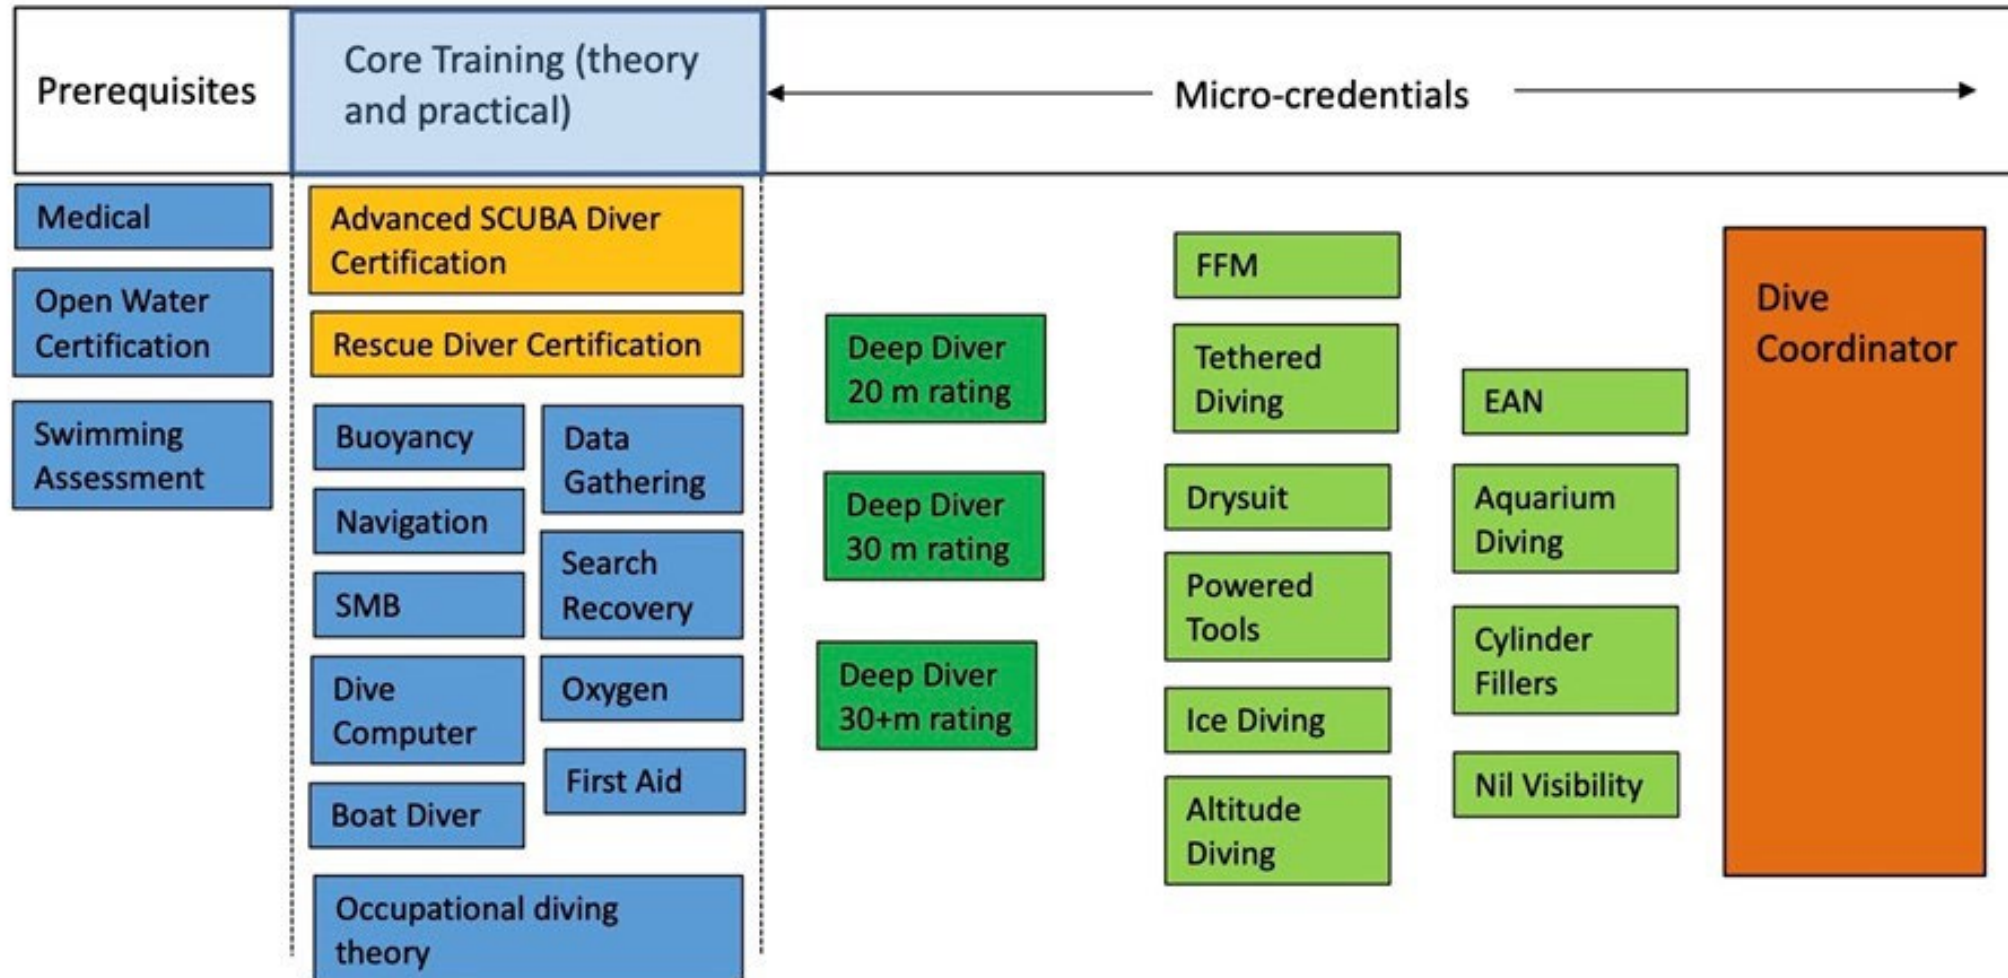 Prerequisites
Core Training (theory
and practical)
Micro-credentials
Medical
Open Water
Certification
Swimming
Assessment
Advanced SCUBA Diver
Certification
Rescue Diver Certification
Buoyancy
Navigation
SMB
Dive
Computer
Boat Diver
Data
Gathering
Search
Recovery
Oxygen
First Aid
Occupational diving
theory
Deep Diver
20 m rating
Deep Diver
30 m rating
Deep Diver
30+m rating
FFM
Tethered
Diving
Drysuit
Powered
Tools
Ice Diving
Altitude
Diving
EAN
Aquarium
Diving
Cylinder
Fillers
Nil Visibility
Dive
Coordinator